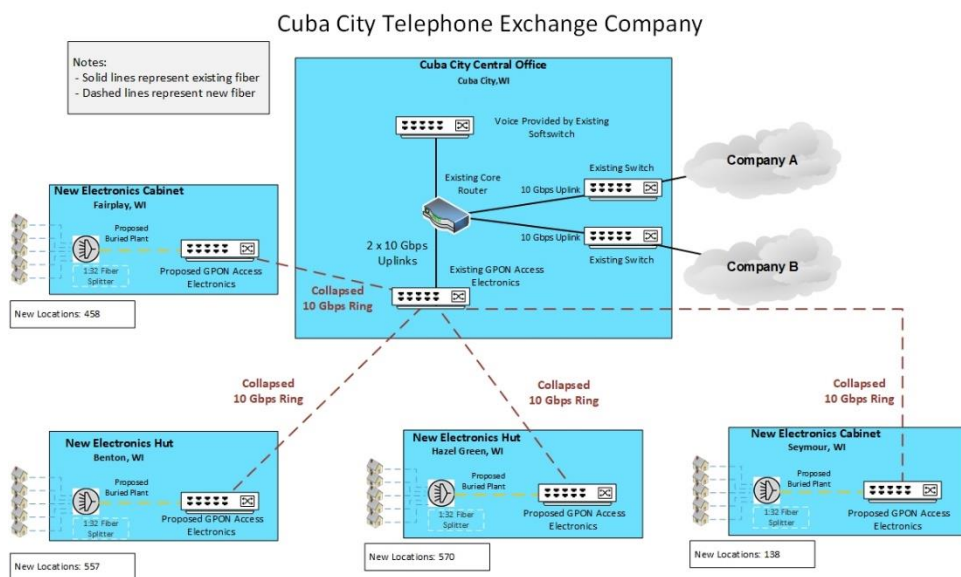 Cuba City Telephone Exchange Company
Notes:
- Solid lines represent existing fiber
- Dashed lines represent new fiber
Cuba City Central Office
Cuba City,WI
Voice Provided by Existing
Softswitch
Existing Core
Router
Existing Switch
10 Gbps Uplink
Company A
10 Gbps Uplink
Existing Switch
Company B
2 x 10 Gbps
Uplinks
Existing GPON Access
Electronics
New Electronics Cabinet
Fairplay, WI
Proposed
Buried Plant
1:32 Fiber
Splitter
Proposed GPON Access
Electronics
New Locations: 458
Collapsed
10 Gbps Ring
Collapsed
10 Gbps Ring
Collapsed
10 Gbps Ring
Collapsed
10 Gbps Ring
New Electronics Hut
Benton, WI
Proposed
Buried Plant
1:32 Fiber
Splitter
Proposed GPON Access
Electronics
New Locations: 557
New Electronics Hut
Hazel Green, WI
Proposed
Buried Plant
1:32 Fiber
Splitter
Proposed GPON Access
Electronics
New Locations: 570
New Electronics Cabinet
Seymour, WI
Proposed
Buried Plant
1:32 Fiber
Splitter
Proposed GPON Access
Electronics
New Locations: 138